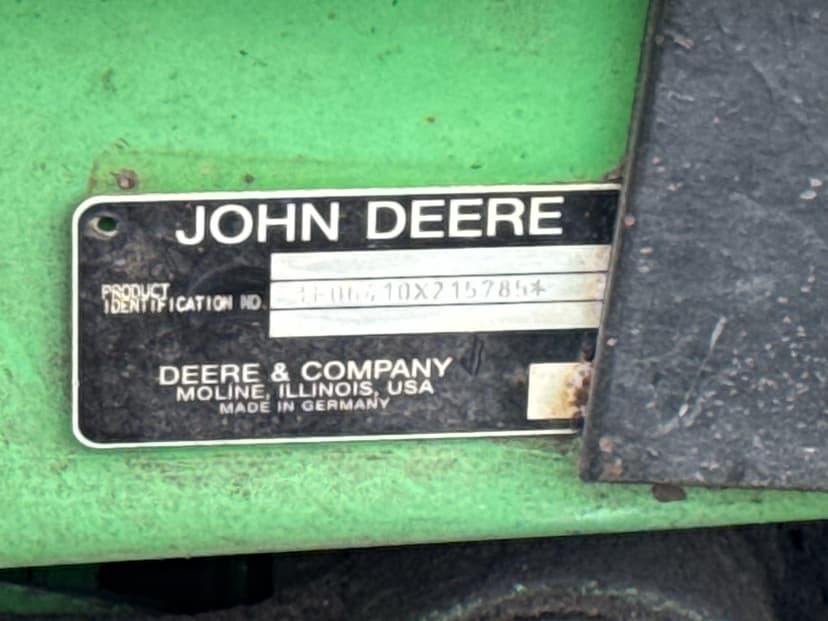 JOHN DEERE
PRODUCT
IDENTIFICATION NO.
DEERE & COMPANY
MOLINE, ILLINOIS, USA
MADE IN GERMANY